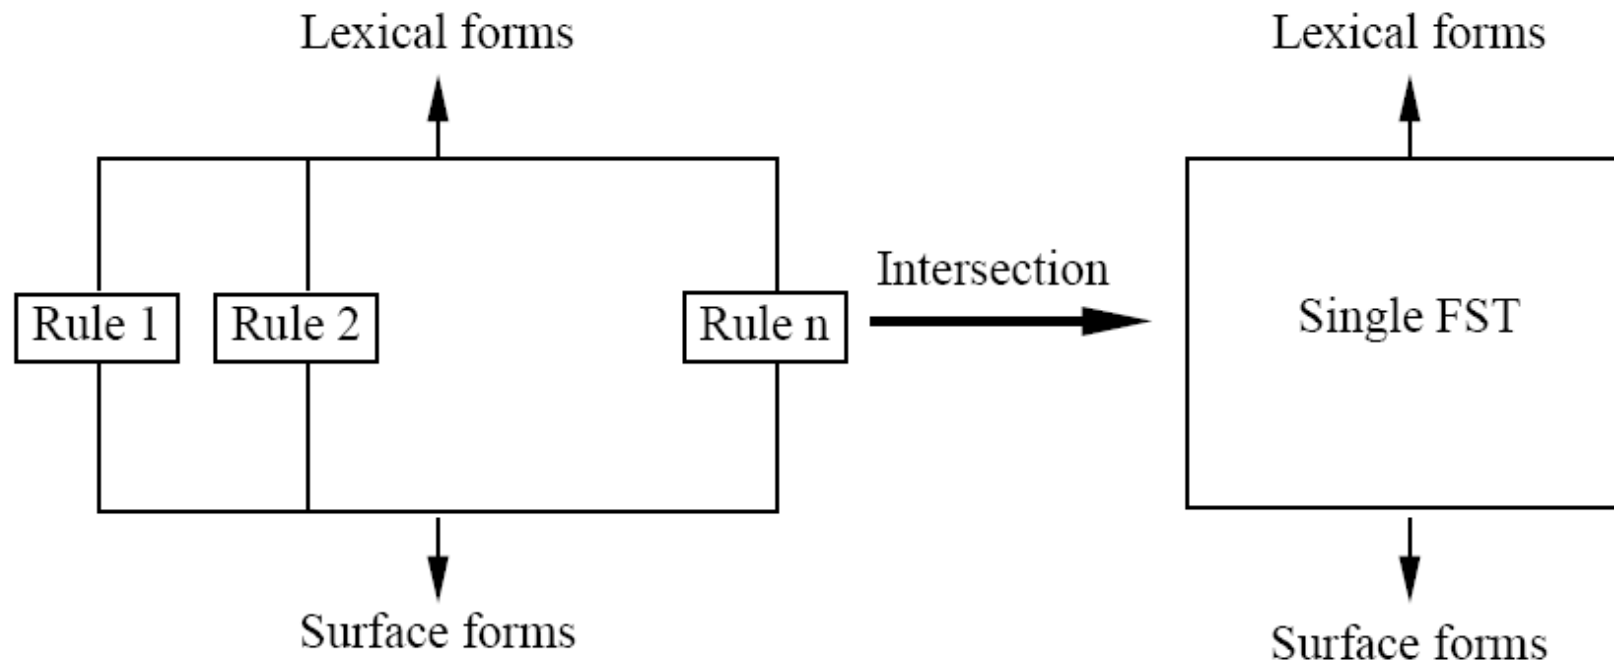 Lexical forms
Rule 1
Rule 2
Rule n
Surface forms
Intersection
Lexical forms
Single FST
Surface forms